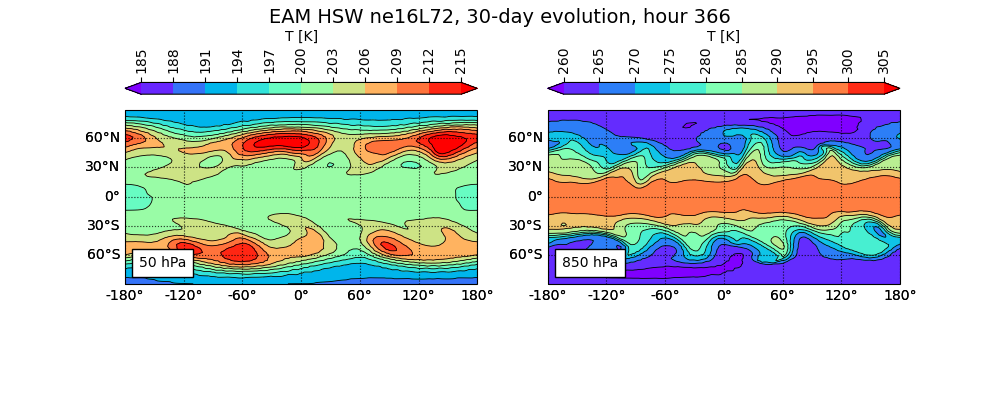 EAM HSW ne16L72, 30-day evolution, hour 366
T [K]
185 188 191 194 197 200 203 206 209 212 215
60°N
30°N
0°
30°S
60°S
50 hPa
-180° -120° -60° 0° 60° 120° 180°
T [K]
260 265 270 275 280 285 290 295 300 305
60°N
30°N
0°
30°S
60°S
850 hPa
-180° -120° -60° 0° 60° 120° 180°